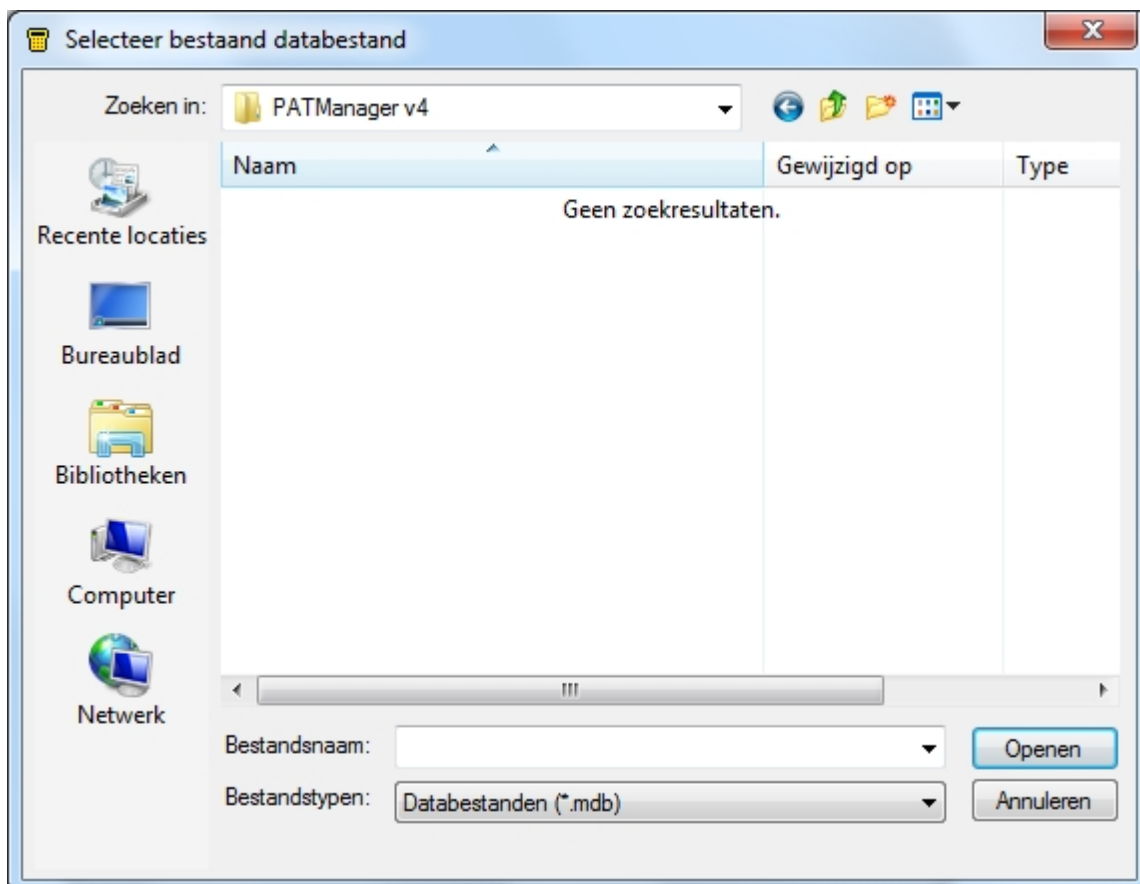 Selecteer bestaand databestand
Zoeken in: PATManager v4
Naam Gewijzigd op Type
Geen zoekresultaten.
Recente locaties
Bureaublad
Bibliotheken
Computer
Netwerk
Bestandsnaam: Openen
Bestandstypen: Databestanden (*.mdb) Annuleren